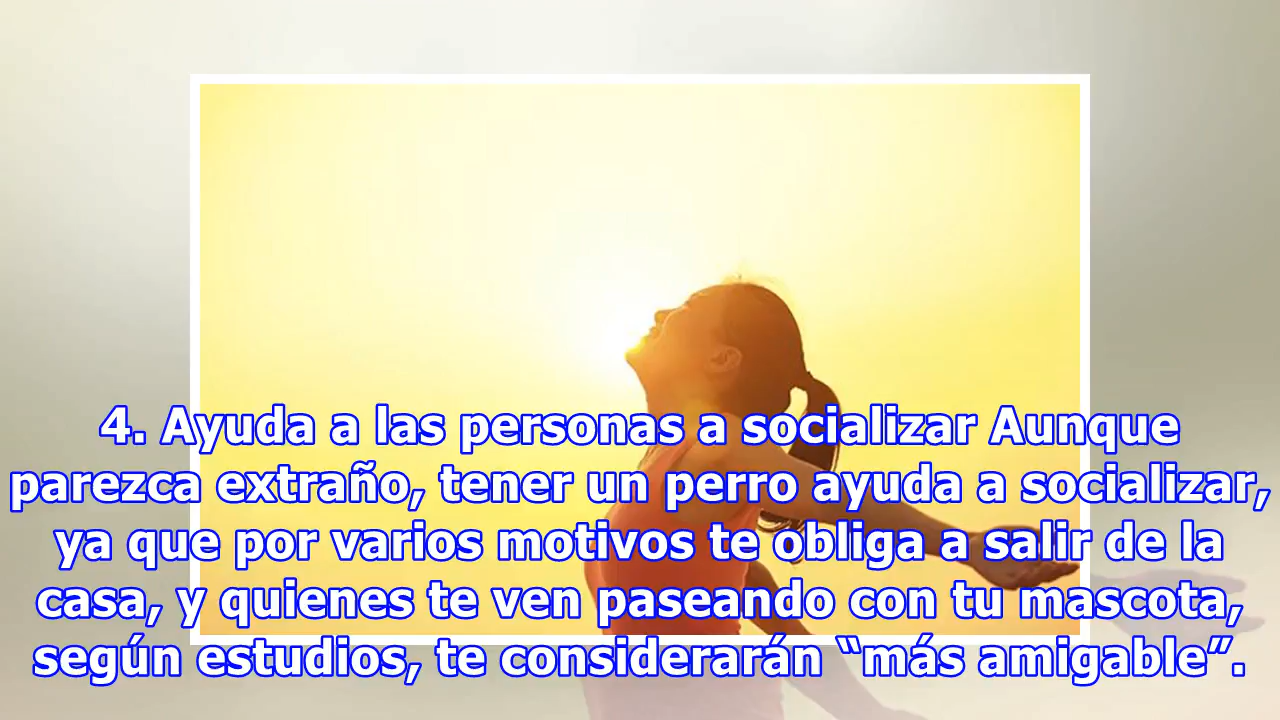 4. Ayuda a las personas a socializar Aunque
parezca extraño, tener un perro ayuda a socializar,
ya que por varios motivos te obliga a salir de la
casa, y quienes te ven paseando con tu mascota,
según estudios, te considerarán “más amigable”.